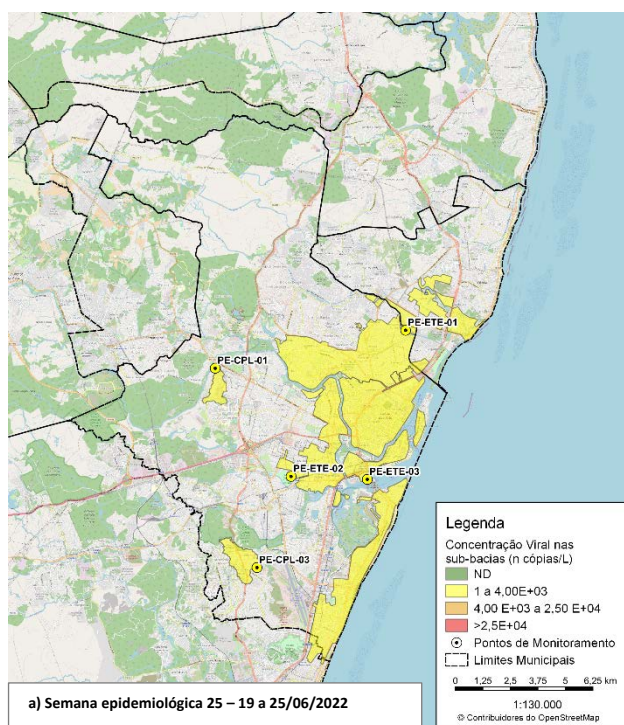 PE-ETE-01
PE-CPL-01
PE-ETE-02
PE-ETE-03
PE-CPL-03
Legenda
Concentração Viral nas
sub-bacias (n cópias/L)
ND
1 a 4,00E+03
4,00 E+03 a 2,50 E+04
>2,5E+04
Pontos de Monitoramento
Limites Municipais
0 1,25 2,5 3,75 5 6,25 km
1:130.000
© Contribuidores do OpenStreetMap
a) Semana epidemiológica 25 – 19 a 25/06/2022